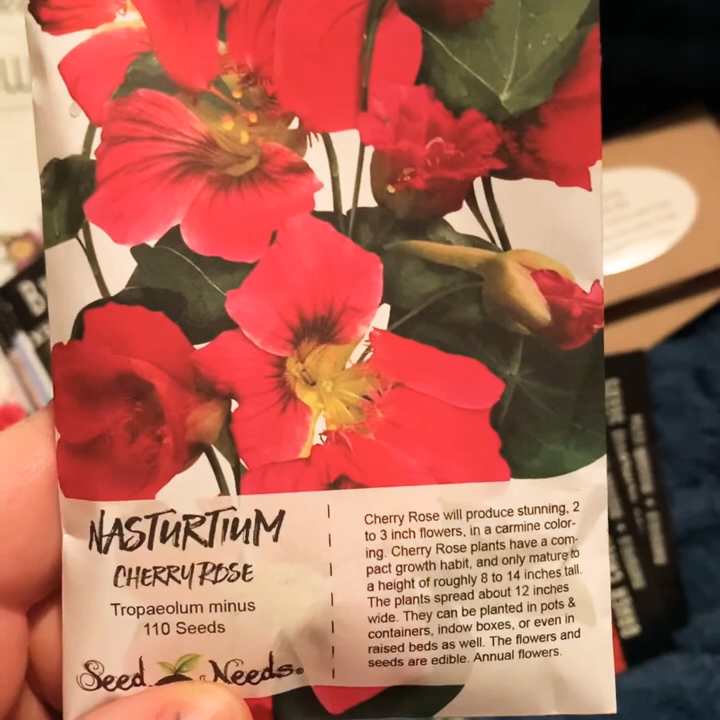 NASTURTIUM
CHERRY ROSE
Tropaeolum minus
110 Seeds
Seed Needs
Cherry Rose will produce stunning, 2
to 3 inch flowers, in a carmine color-
ing. Cherry Rose plants have a com-
pact growth habit, and only mature to
a height of roughly 8 to 14 inches tall.
The plants spread about 12 inches
wide. They can be planted in pots &
containers, indow boxes, or even in
raised beds as well. The flowers and
seeds are edible. Annual flowers.